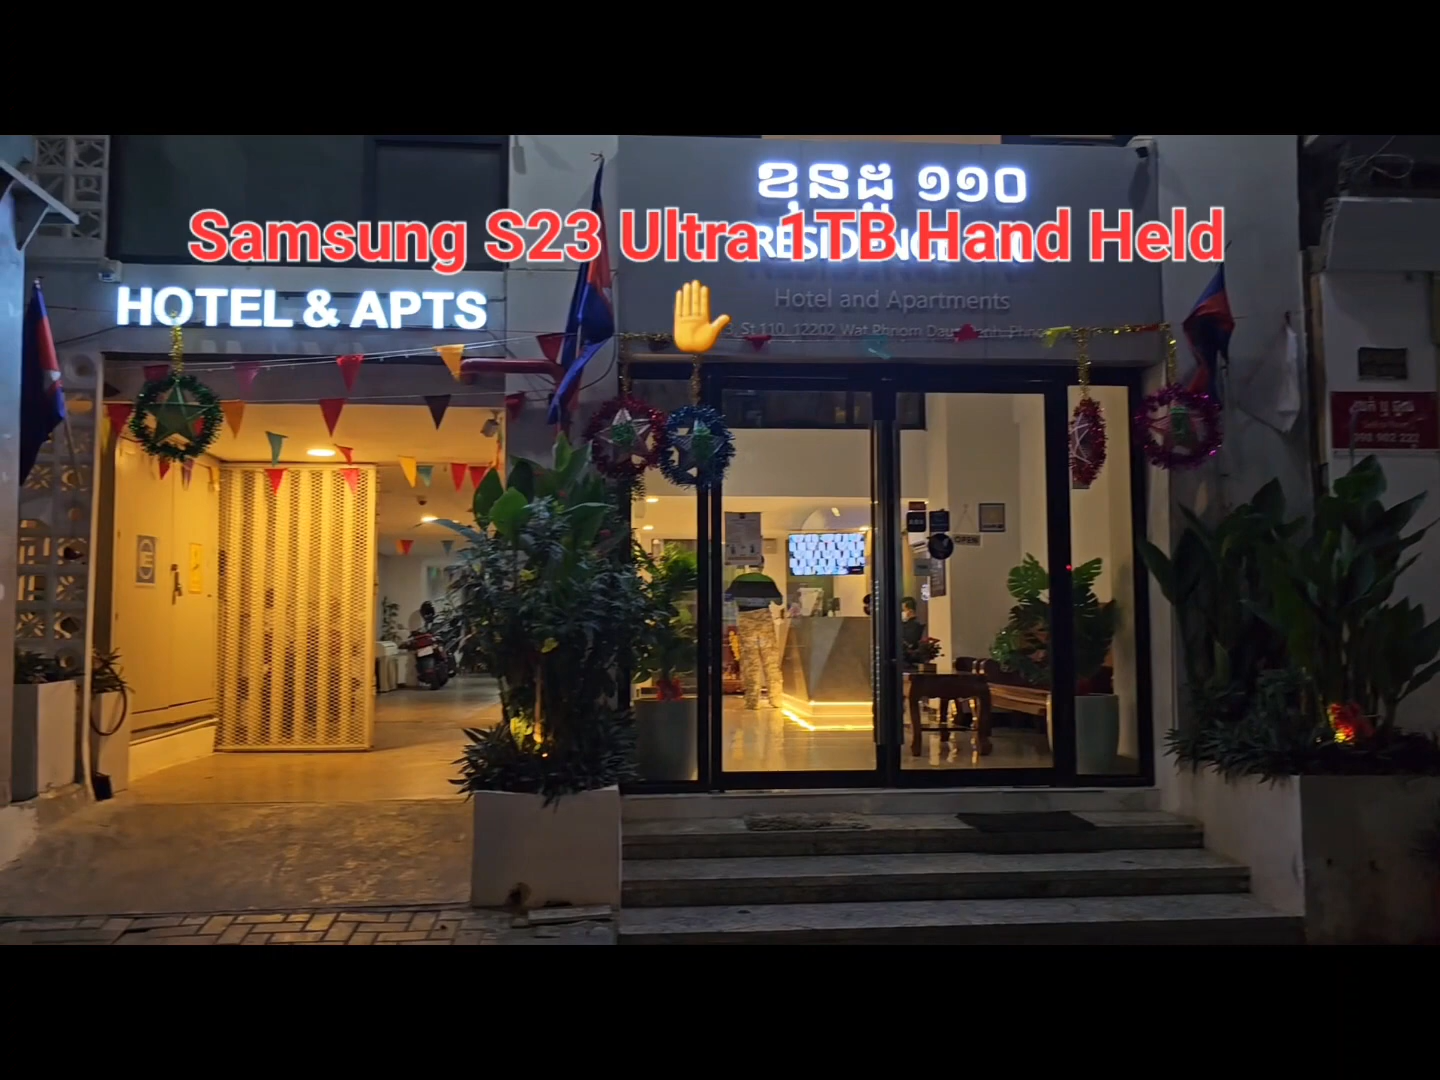 ខុនដូ ១១០
Samsung S23 Ultra 1TB Hand Held
RESIDENCE
Hotel and Apartments
HOTEL & APTS
St 110, 12202 Wat Phnom
OPEN